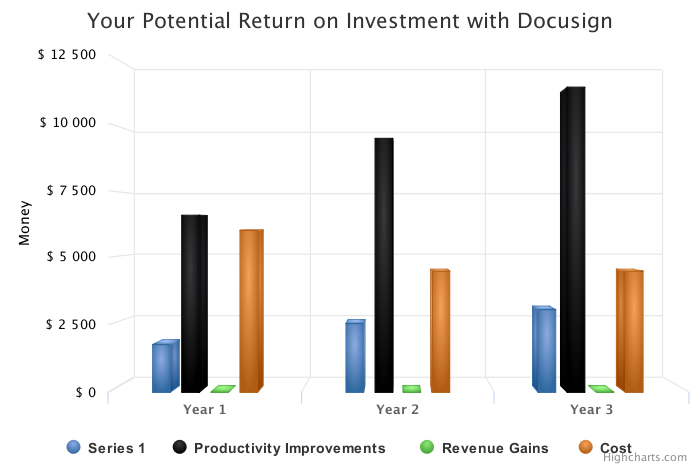 Your Potential Return on Investment with Docusign
$ 12 500
$ 10 000
$ 7 500
$ 5 000
$ 2 500
$ 0
Money
Year 1
Year 2
Year 3
Series 1
Productivity Improvements
Revenue Gains
Cost
Highcharts.com